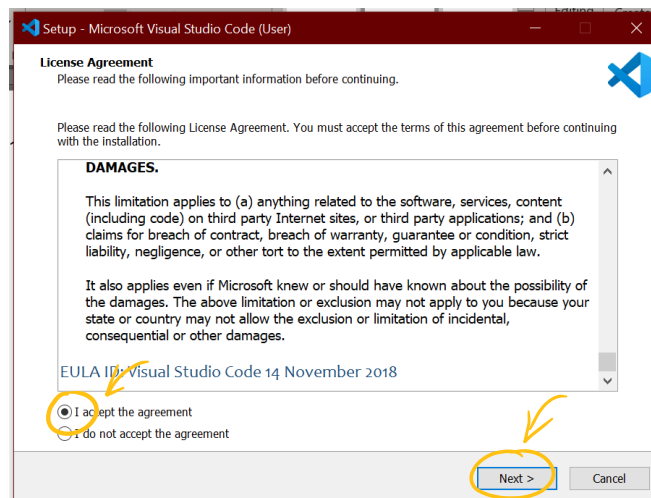 Setup - Microsoft Visual Studio Code (User)
License Agreement
Please read the following important information before continuing.
Please read the following License Agreement. You must accept the terms of this agreement before continuing
with the installation.
DAMAGES.
This limitation applies to (a) anything related to the software, services, content
(including code) on third party Internet sites, or third party applications; and (b)
claims for breach of contract, breach of warranty, guarantee or condition, strict
liability, negligence, or other tort to the extent permitted by applicable law.
It also applies even if Microsoft knew or should have known about the possibility of
the damages. The above limitation or exclusion may not apply to you because your
state or country may not allow the exclusion or limitation of incidental,
consequential or other damages.
EULA ID: Visual Studio Code 14 November 2018
I accept the agreement
I do not accept the agreement
Next >
Cancel